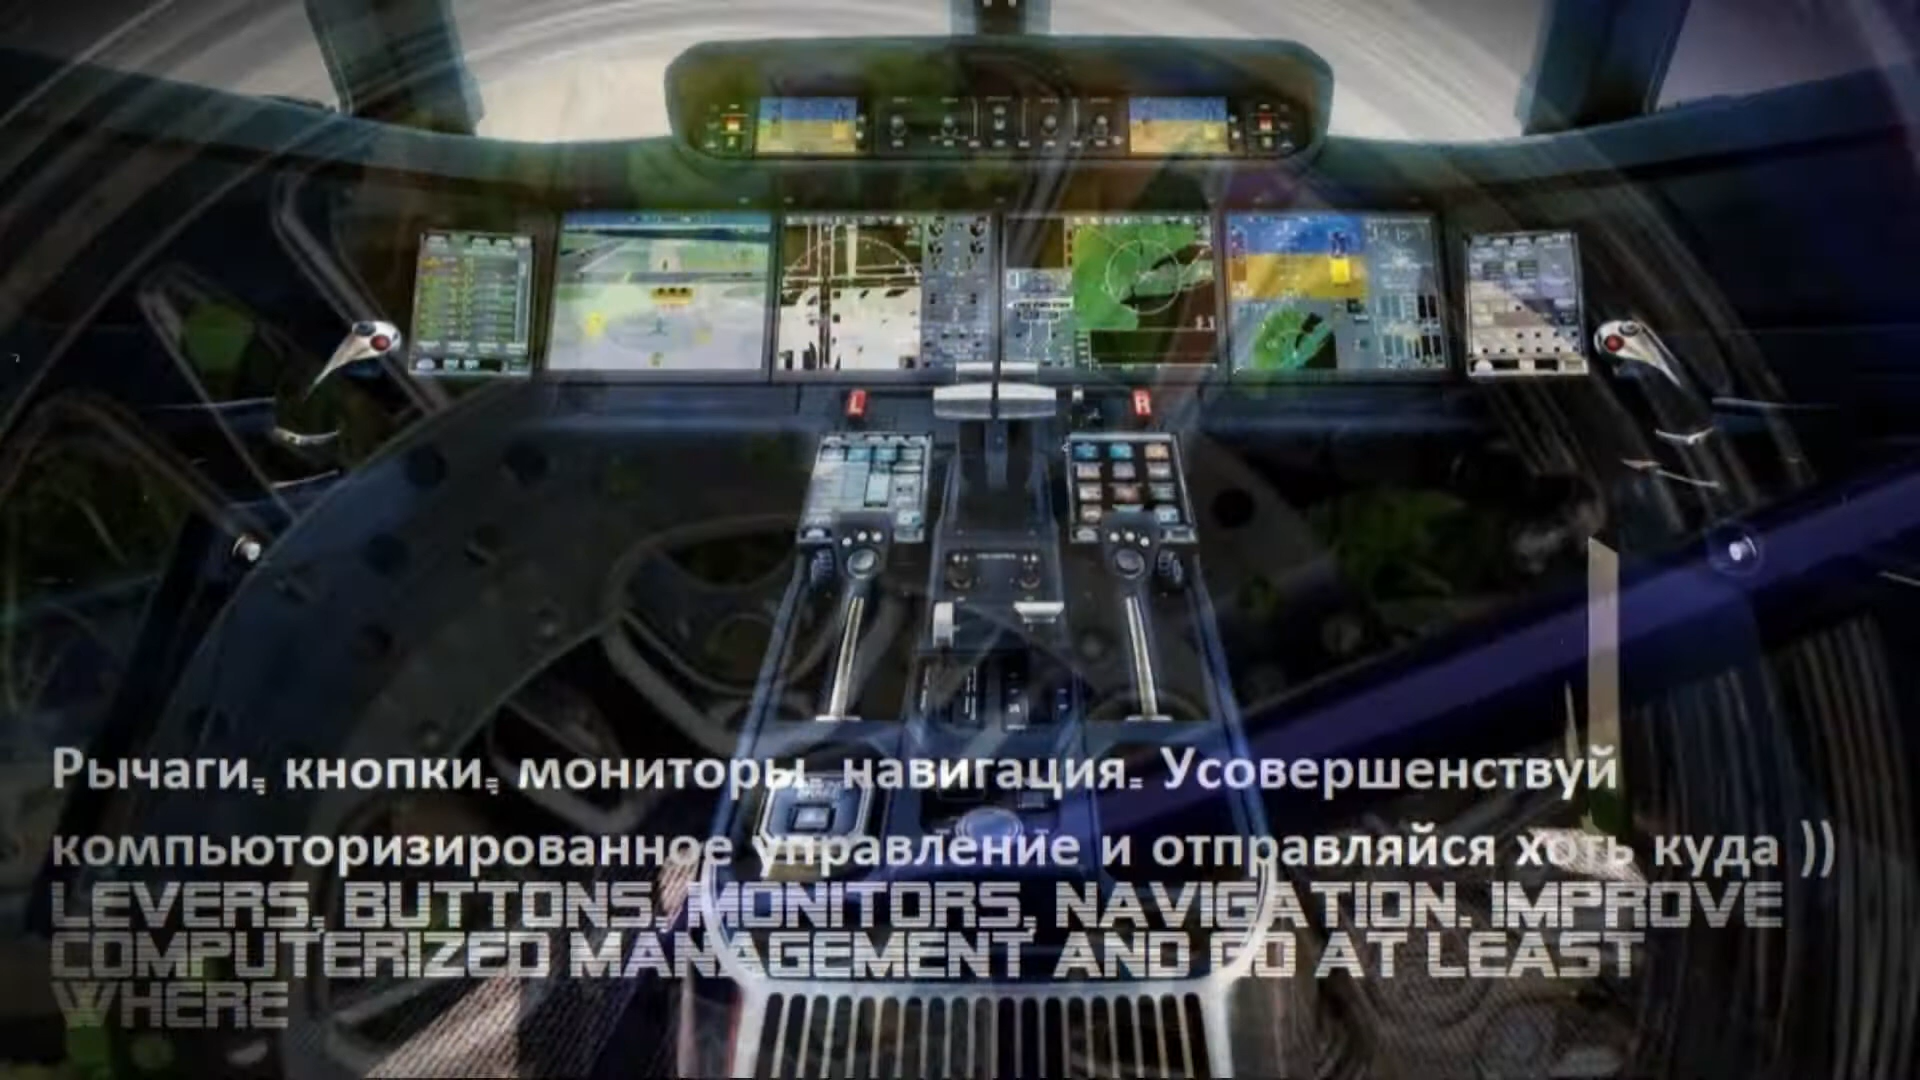 L
R
Рычаги, кнопки, мониторы, навигация. Усовершенствуй
компьюторизированное управление и отправляйся хоть куда ))
LEVERS, BUTTONS, MONITORS, NAVIGATION. IMPROVE
COMPUTERIZED MANAGEMENT AND GO AT LEAST
WHERE